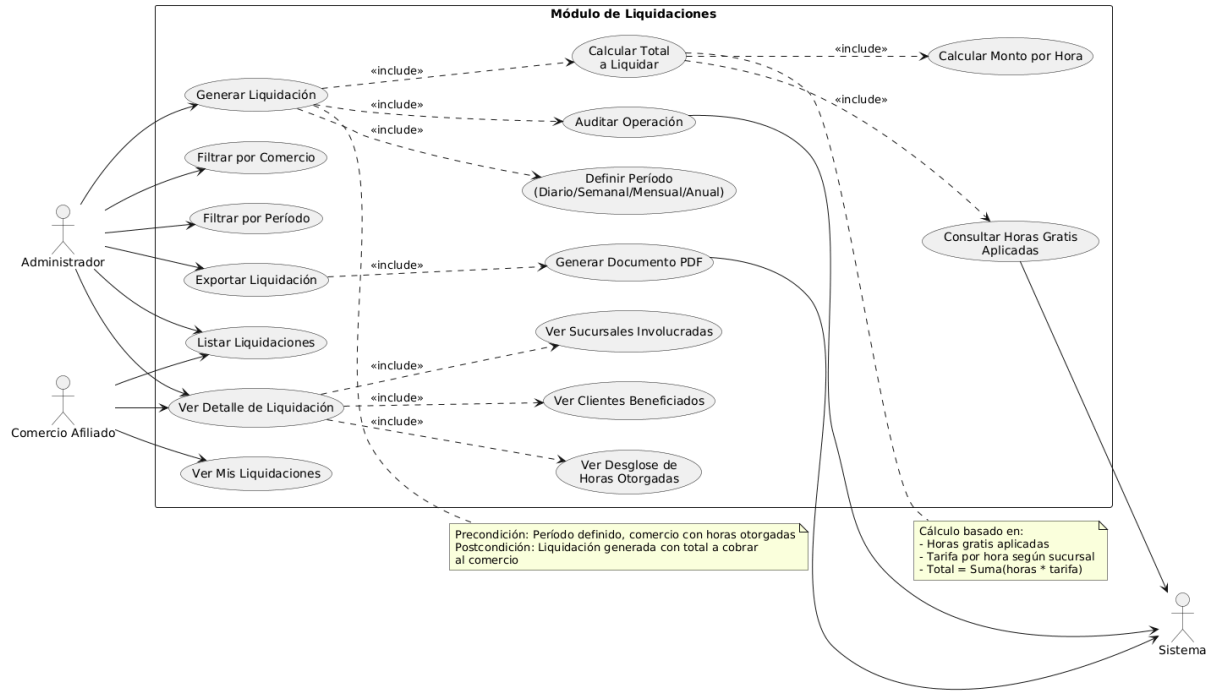 Módulo de Liquidaciones
Calcular Total
a Liquidar
«include»
Calcular Monto por Hora
«include»
Generar Liquidación
«include»
«include»
Auditar Operación
«include»
Filtrar por Comercio
Definir Período
(Diario/Semanal/Mensual/Anual)
Filtrar por Período
Consultar Horas Gratis
Aplicadas
Administrador
Exportar Liquidación
«include»
Generar Documento PDF
Listar Liquidaciones
Ver Sucursales Involucradas
«include»
Ver Detalle de Liquidación
«include»
Ver Clientes Beneficiados
«include»
Comercio Afiliado
Ver Mis Liquidaciones
Ver Desglose de
Horas Otorgadas
Precondición: Período definido, comercio con horas otorgadas
Postcondición: Liquidación generada con total a cobrar
al comercio
Cálculo basado en:
- Horas gratis aplicadas
- Tarifa por hora según sucursal
- Total = Suma(horas * tarifa)
Sistema